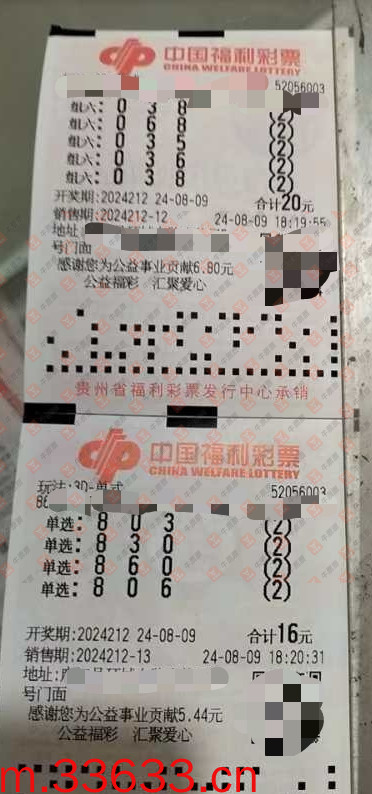 中国福利彩票
CHINA WELFARE LOTTERY
52056003
组六: 0 3 8 (2)
组六: 0 6 8 (2)
组六: 0 3 5 (2)
组六: 0 3 6 (2)
组六: 0 3 8 (2)
开奖期:2024212 24-08-09 合计20元
销售期:2024212-12 24-08-09 18:19:55
地址:
号门面
感谢您为公益事业贡献6.80元
公益福彩 汇聚爱心
贵州省福利彩票发行中心承销
中国福利彩票
CHINA WELFARE LOTTERY
玩法:3D-单式 52056003
单选: 8 0 3 (2)
单选: 8 3 0 (2)
单选: 8 6 0 (2)
单选: 8 0 6 (2)
开奖期:2024212 24-08-09 合计16元
销售期:2024212-13 24-08-09 18:20:31
地址:
号门面
感谢您为公益事业贡献5.44元
公益福彩 汇聚爱心
m.33633.cn